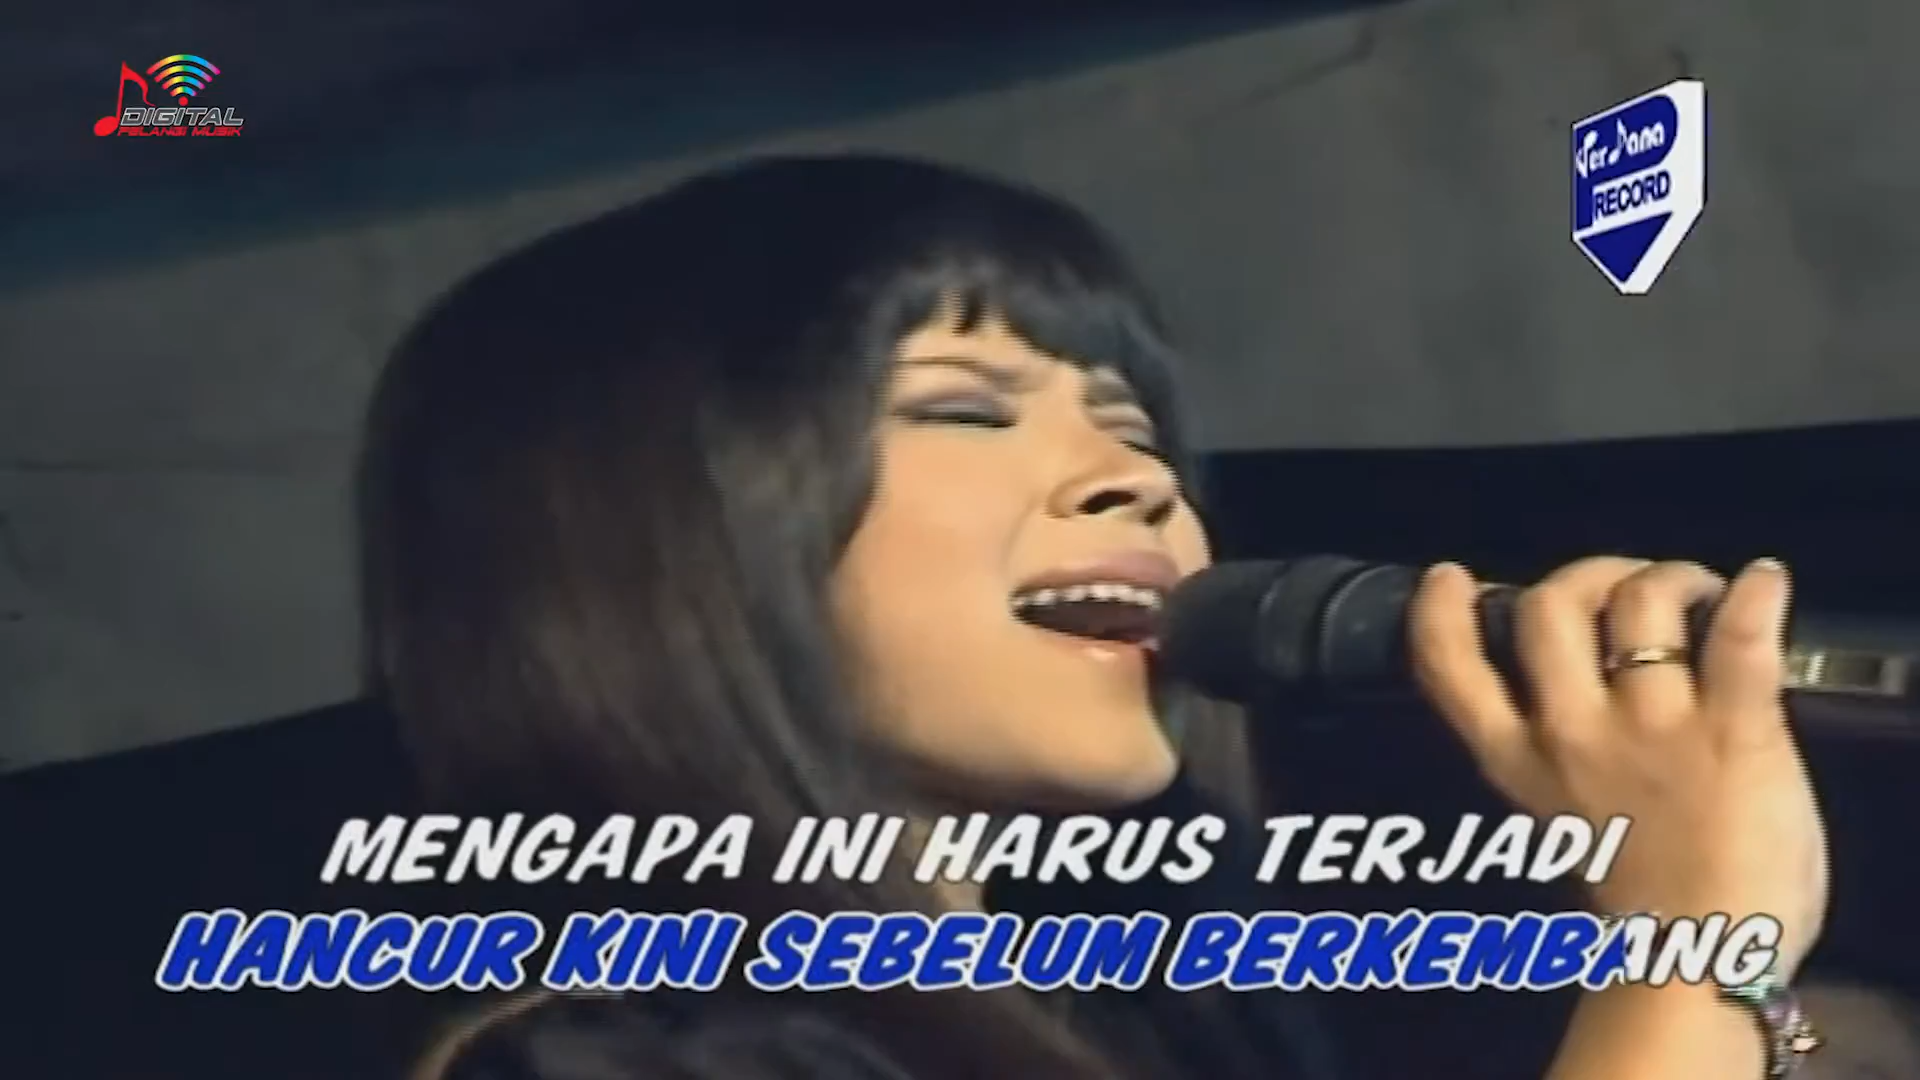 DIGITAL
PELANGI MUSIK
Perdana
RECORD
MENGAPA INI HARUS TERJADI
HANCUR KINI SEBELUM BERKEMBANG